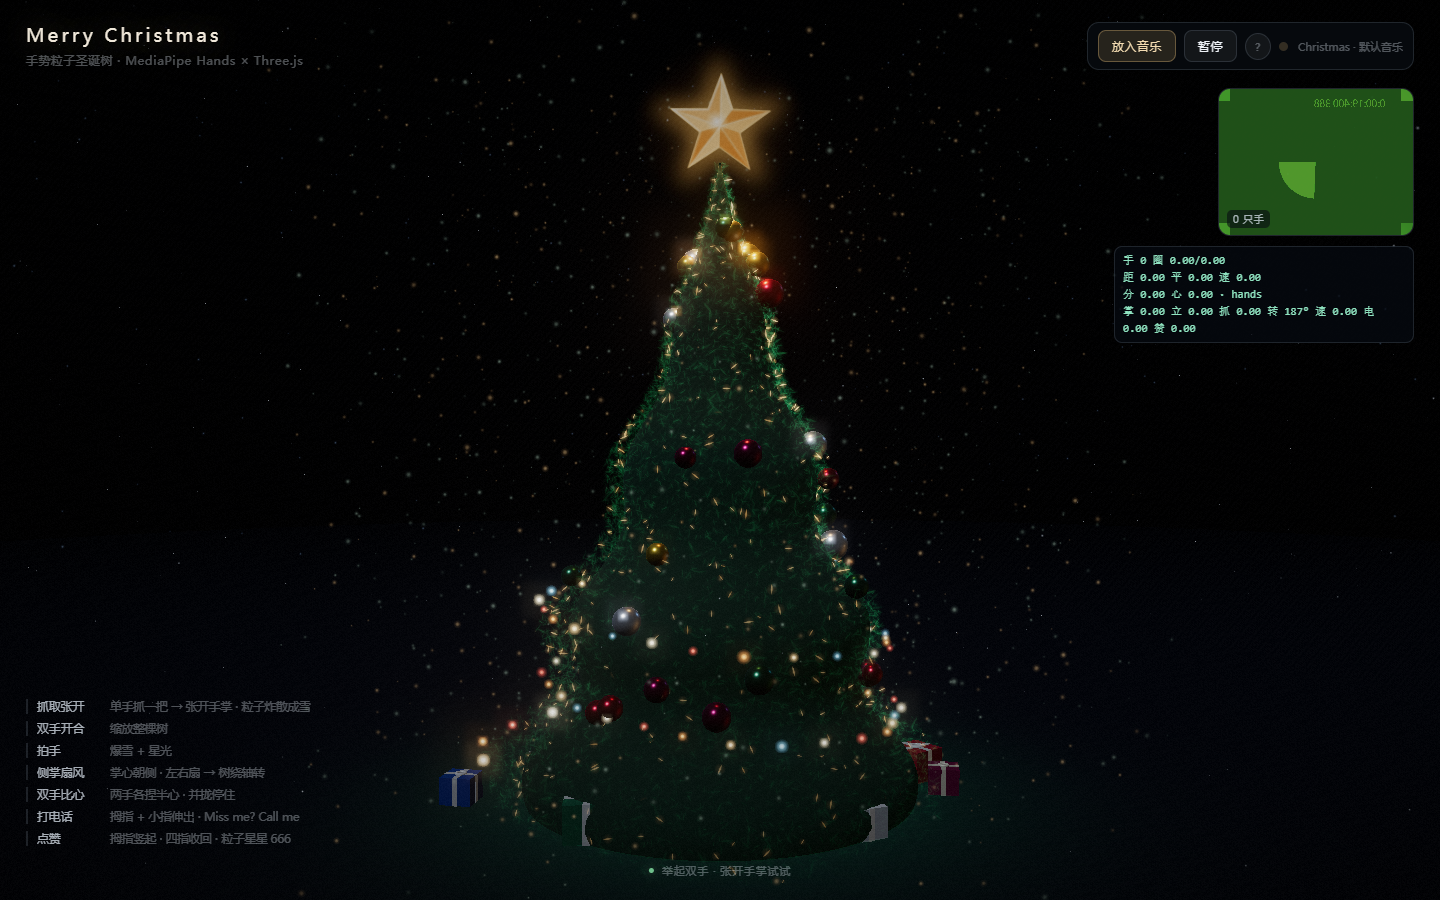 Merry Christmas
手势粒子圣诞树 · MediaPipe Hands × Three.js
放入音乐 暂停 ? Christmas · 默认音乐
0 只手
手 0 圈 0.00/0.00
距 0.00 平 0.00 速 0.00
分 0.00 心 0.00 · hands
掌 0.00 立 0.00 抓 0.00 转 187° 速 0.00 电
0.00 赞 0.00
抓取张开 单手抓一把 → 张开手掌 · 粒子炸散成雪
双手开合 缩放整棵树
拍手 爆雪 + 星光
侧掌扇风 掌心朝侧 · 左右扇 → 树绕轴转
双手比心 两手各捏半心 · 并拢停住
打电话 拇指 + 小指伸出 · Miss me? Call me
点赞 拇指竖起 · 四指收回 · 粒子星星 666
举起双手 · 张开手掌试试